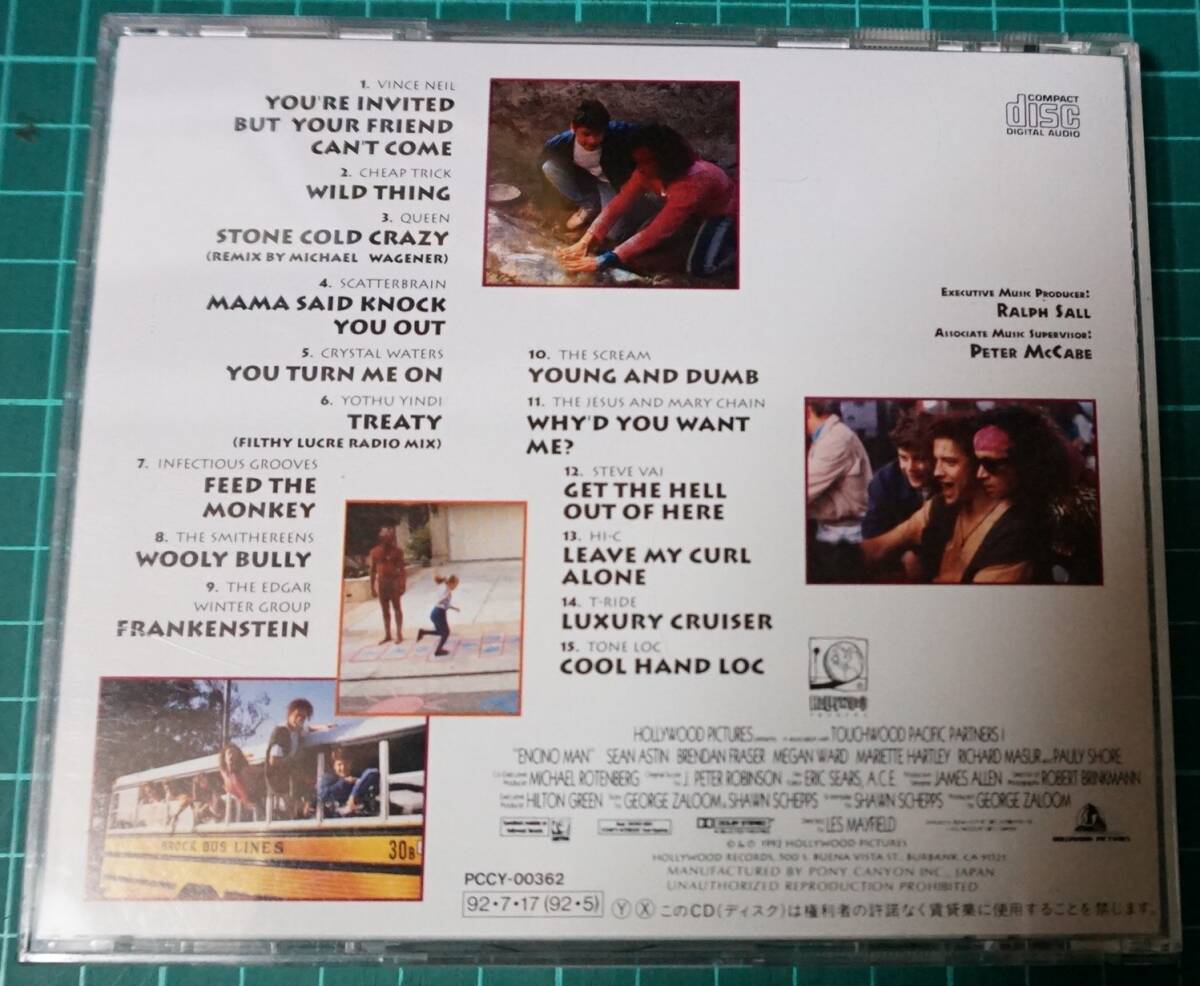 1. VINCE NEIL
YOU'RE INVITED
BUT YOUR FRIEND
CAN'T COME
2. CHEAP TRICK
WILD THING
3. QUEEN
STONE COLD CRAZY
(REMIX BY MICHAEL WAGENER)
4. SCATTERBRAIN
MAMA SAID KNOCK
YOU OUT
5. CRYSTAL WATERS
YOU TURN ME ON
6. YOTHU YINDI
TREATY
(FILTHY LUCRE RADIO MIX)
7. INFECTIOUS GROOVES
FEED THE
MONKEY
8. THE SMITHEREENS
WOOLY BULLY
9. THE EDGAR
WINTER GROUP
FRANKENSTEIN
10. THE SCREAM
YOUNG AND DUMB
11. THE JESUS AND MARY CHAIN
WHY'D YOU WANT
ME?
12. STEVE VAI
GET THE HELL
OUT OF HERE
13. HI-C
LEAVE MY CURL
ALONE
14. T-RIDE
LUXURY CRUISER
15. TONE LOC
COOL HAND LOC
COMPACT
disc
DIGITAL AUDIO
EXECUTIVE MUSIC PRODUCER:
RALPH SALL
ASSOCIATE MUSIC SUPERVISOR:
PETER MCCABE
BROCK BUS LINES 30B
HOLLYWOOD
HOLLYWOOD PICTURES TOUCHWOOD PACIFIC PARTNERS I
"ENCINO MAN" SEAN ASTIN BRENDAN FRASER MEGAN WARD MARIETTE HARTLEY RICHARD MASUR AND PAULY SHORE
MICHAEL ROTENBERG J. PETER ROBINSON ERIC SEARS, A.C.E. JAMES ALLEN ROBERT BRINKMANN
HILTON GREEN GEORGE ZALOOM & SHAWN SCHEPPS SHAWN SCHEPPS GEORGE ZALOOM
DOLBY STEREO LES MAYFIELD HOLLYWOOD PICTURES
© & ℗ 1992 HOLLYWOOD PICTURES
HOLLYWOOD RECORDS, 500 S. BUENA VISTA ST., BURBANK, CA 91521
MANUFACTURED BY PONY CANYON INC., JAPAN
UNAUTHORIZED REPRODUCTION PROHIBITED
PCCY-00362
92・7・17(92・5) Ⓨ Ⓧ このCD(ディスク)は権利者の許諾なく賃貸業に使用することを禁じます。